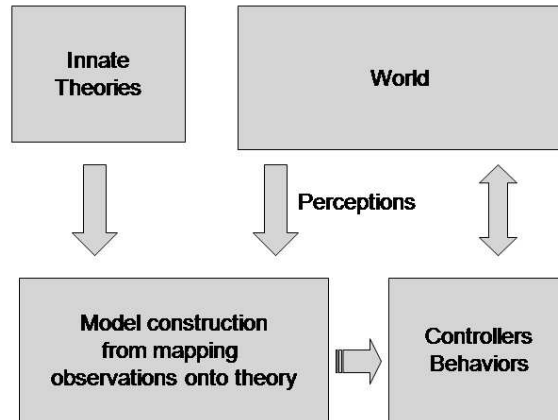 Innate
Theories
World
Perceptions
Model construction
from mapping
observations onto theory
Controllers
Behaviors